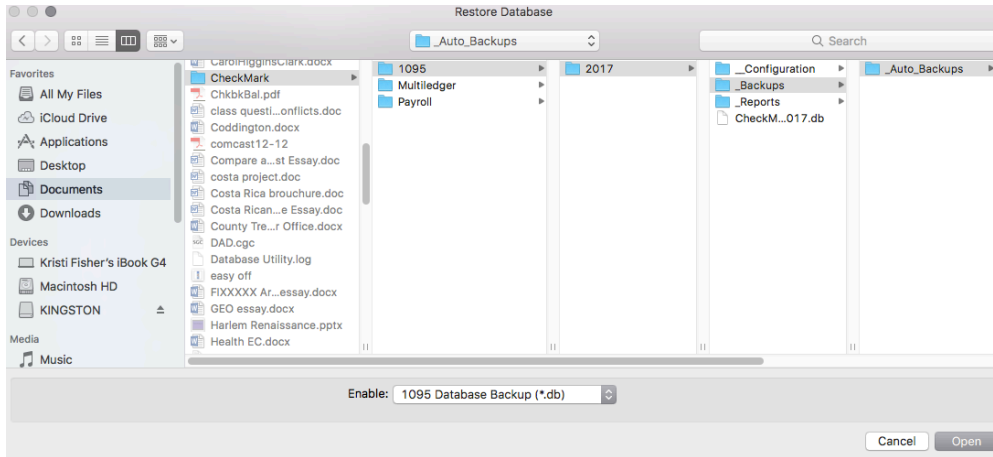 Restore Database
_Auto_Backups
Search
Favorites
All My Files
iCloud Drive
Applications
Desktop
Documents
Downloads
Devices
Kristi Fisher's iBook G4
Macintosh HD
KINGSTON
Media
Music
CarolHigginsClark.docx
CheckMark
ChkbkBal.pdf
class questi...onflicts.doc
Coddington.docx
comcast12-12
Compare a...st Essay.doc
costa project.doc
Costa Rica brouchure.doc
Costa Rican...e Essay.doc
County Tre...r Office.docx
DAD.cgc
Database Utility.log
easy off
FIXXXXX Ar...essay.docx
GEO essay.docx
Harlem Renaissance.pptx
Health EC.docx
1095
Multiledger
Payroll
2017
__Configuration
_Backups
_Reports
CheckM...017.db
_Auto_Backups
Enable: 1095 Database Backup (*.db)
Cancel Open